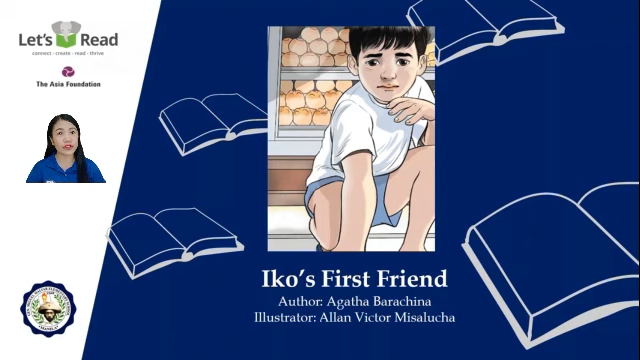 Let's Read
connect · create · read · thrive
The Asia Foundation
Iko's First Friend
Author: Agatha Barachina
Illustrator: Allan Victor Misalucha